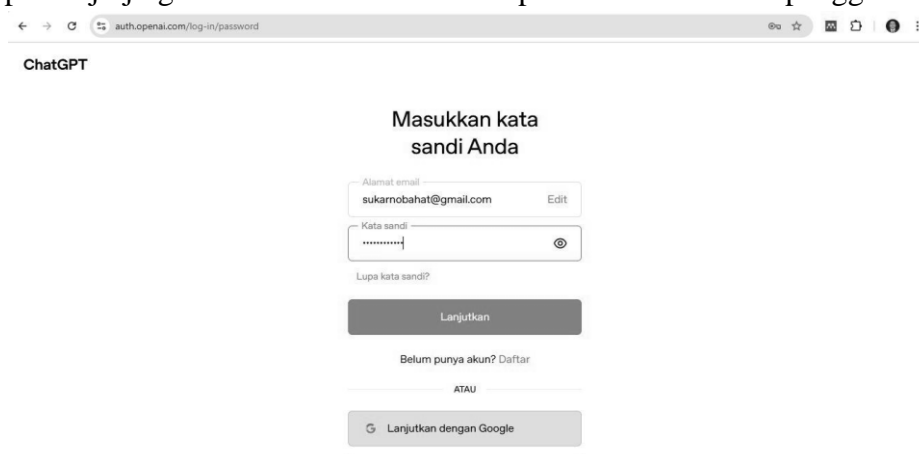 auth.openai.com/log-in/password
ChatGPT
Masukkan kata
sandi Anda
Alamat email
sukarnobahat@gmail.com Edit
Kata sandi
••••••••••••
Lupa kata sandi?
Lanjutkan
Belum punya akun? Daftar
ATAU
G Lanjutkan dengan Google